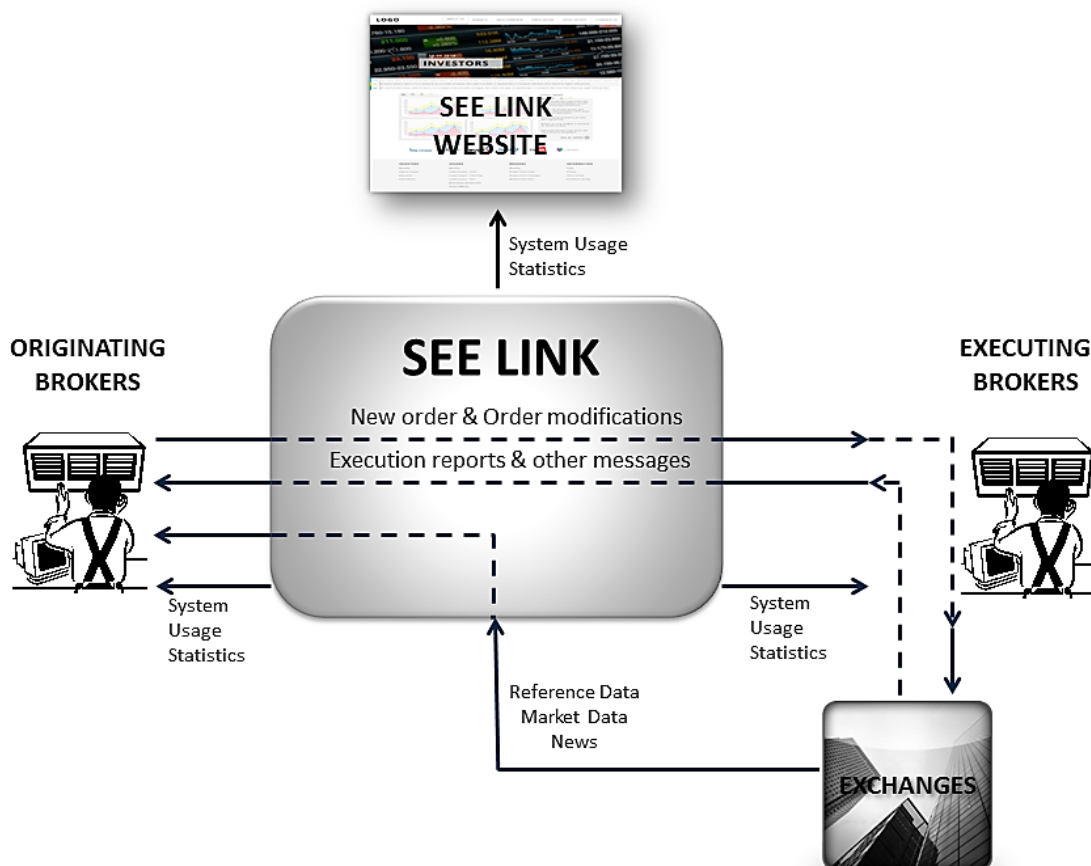 LOGO
INVESTORS
SEE LINK
WEBSITE
System Usage
Statistics
SEE LINK
ORIGINATING
BROKERS
EXECUTING
BROKERS
New order & Order modifications
Execution reports & other messages
System
Usage
Statistics
System
Usage
Statistics
Reference Data
Market Data
News
EXCHANGES